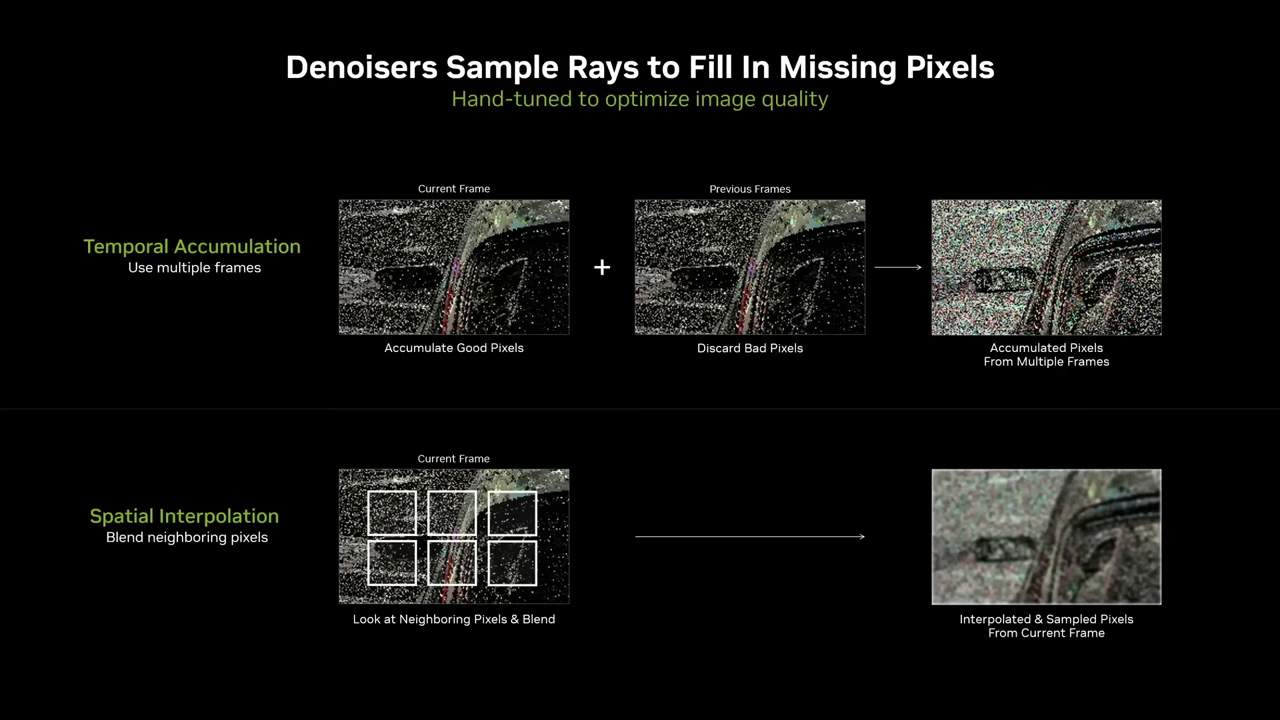 Denoisers Sample Rays to Fill In Missing Pixels
Hand-tuned to optimize image quality
Temporal Accumulation
Use multiple frames
Current Frame
Accumulate Good Pixels
+
Previous Frames
Discard Bad Pixels
Accumulated Pixels
From Multiple Frames
Spatial Interpolation
Blend neighboring pixels
Current Frame
Look at Neighboring Pixels & Blend
Interpolated & Sampled Pixels
From Current Frame